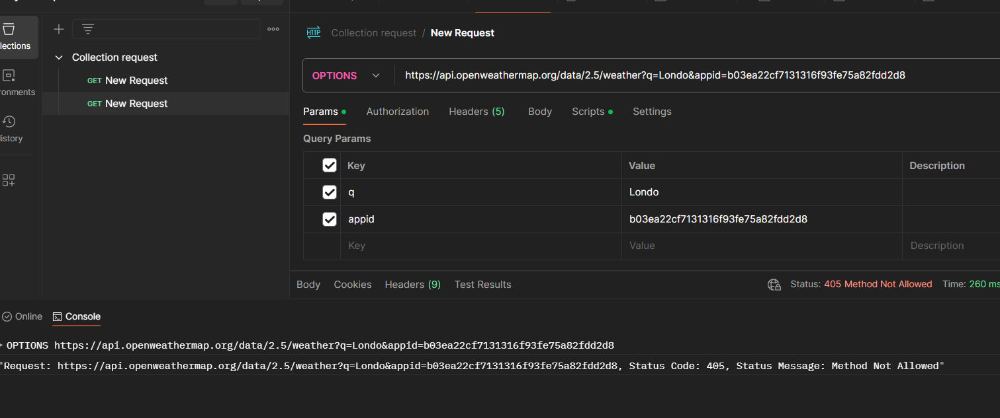 lections
ronments
istory
Collection request
GET New Request
GET New Request
HTTP Collection request / New Request
OPTIONS https://api.openweathermap.org/data/2.5/weather?q=Londo&appid=b03ea22cf7131316f93fe75a82fdd2d8
Params Authorization Headers (5) Body Scripts Settings
Query Params
Key Value Description
q Londo
appid b03ea22cf7131316f93fe75a82fdd2d8
Key Value Description
Body Cookies Headers (9) Test Results Status: 405 Method Not Allowed Time: 260 ms
Online Console
OPTIONS https://api.openweathermap.org/data/2.5/weather?q=Londo&appid=b03ea22cf7131316f93fe75a82fdd2d8
"Request: https://api.openweathermap.org/data/2.5/weather?q=Londo&appid=b03ea22cf7131316f93fe75a82fdd2d8, Status Code: 405, Status Message: Method Not Allowed"